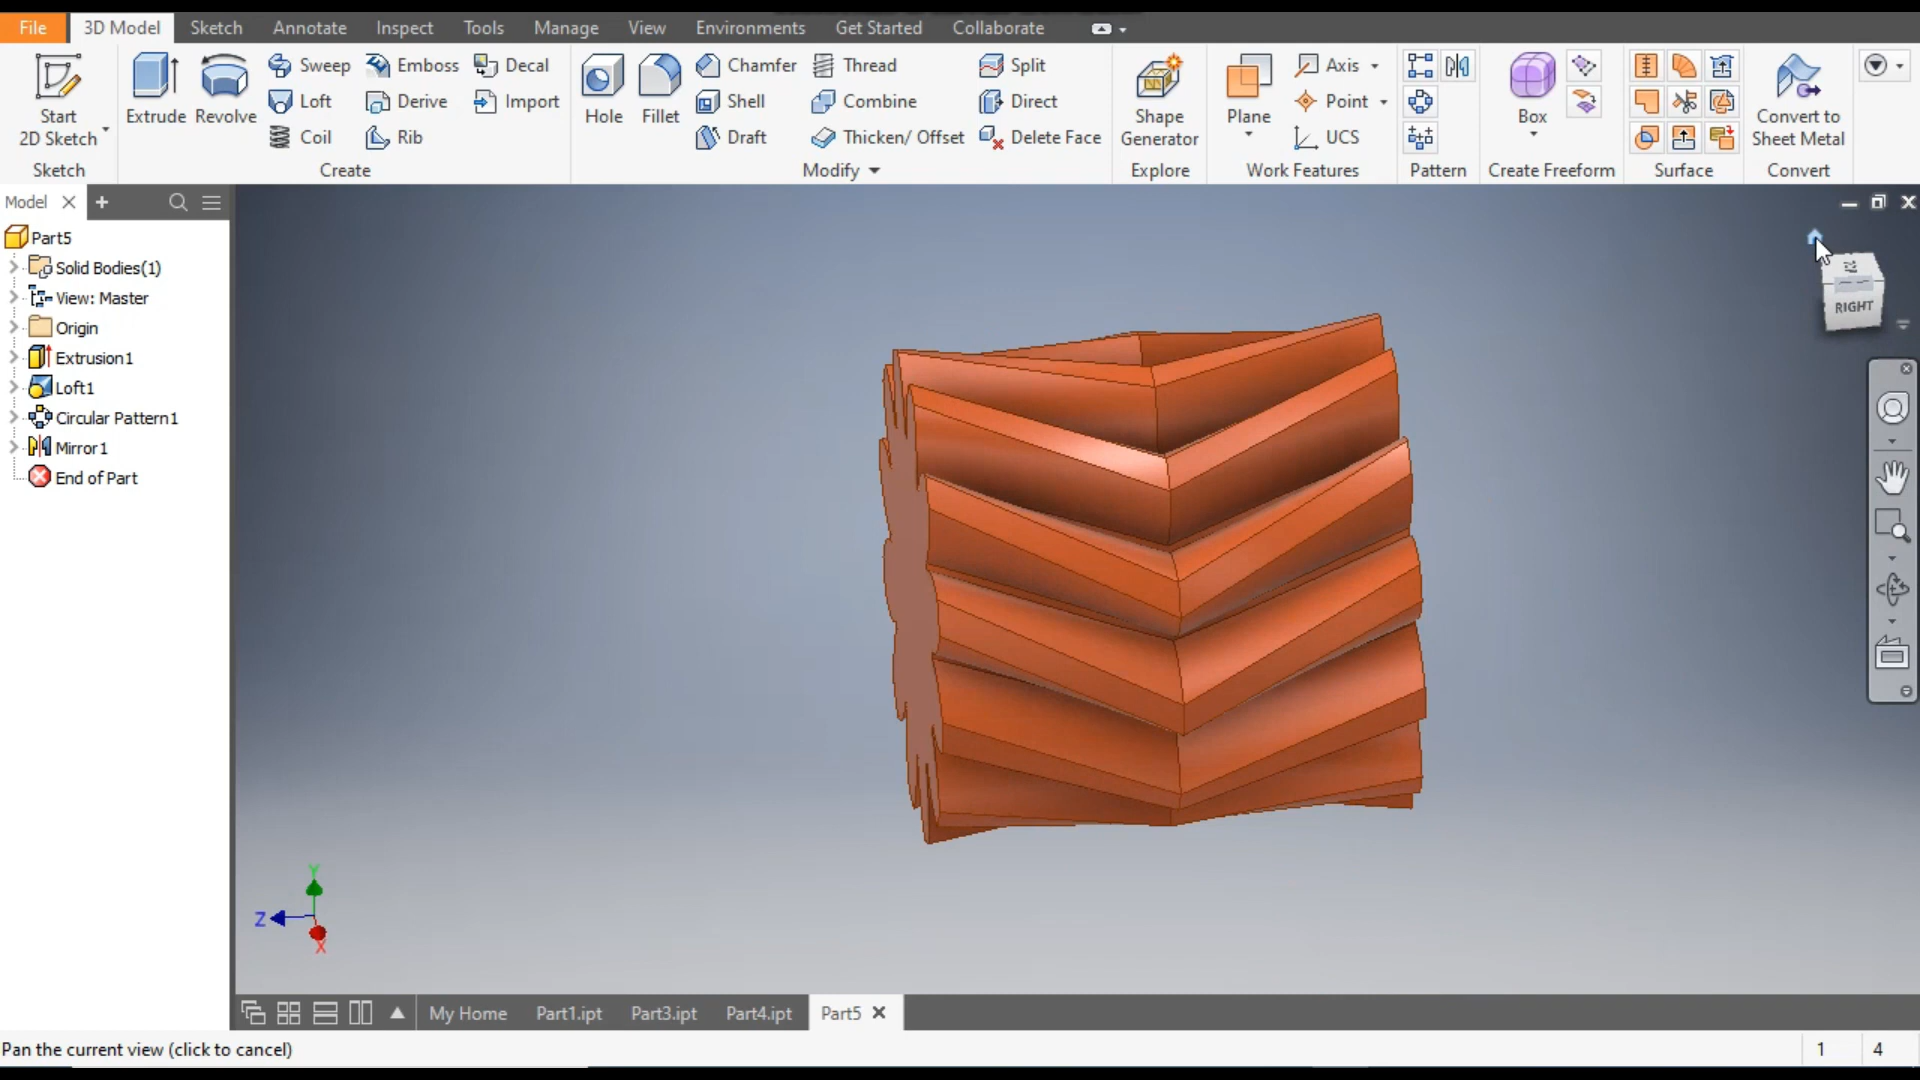 File 3D Model Sketch Annotate Inspect Tools Manage View Environments Get Started Collaborate
Start
2D Sketch
Sketch
Extrude
Revolve
Sweep
Loft
Coil
Emboss
Derive
Rib
Decal
Import
Create
Hole
Fillet
Chamfer
Shell
Draft
Thread
Combine
Thicken/ Offset
Split
Direct
Delete Face
Modify
Shape
Generator
Explore
Plane
Axis
Point
UCS
Work Features
Pattern
Box
Create Freeform
Surface
Convert to
Sheet Metal
Convert
Model
Part5
Solid Bodies(1)
View: Master
Origin
Extrusion1
Loft1
Circular Pattern1
Mirror1
End of Part
RIGHT
Y
Z
X
My Home Part1.ipt Part3.ipt Part4.ipt Part5
Pan the current view (click to cancel)
1 4